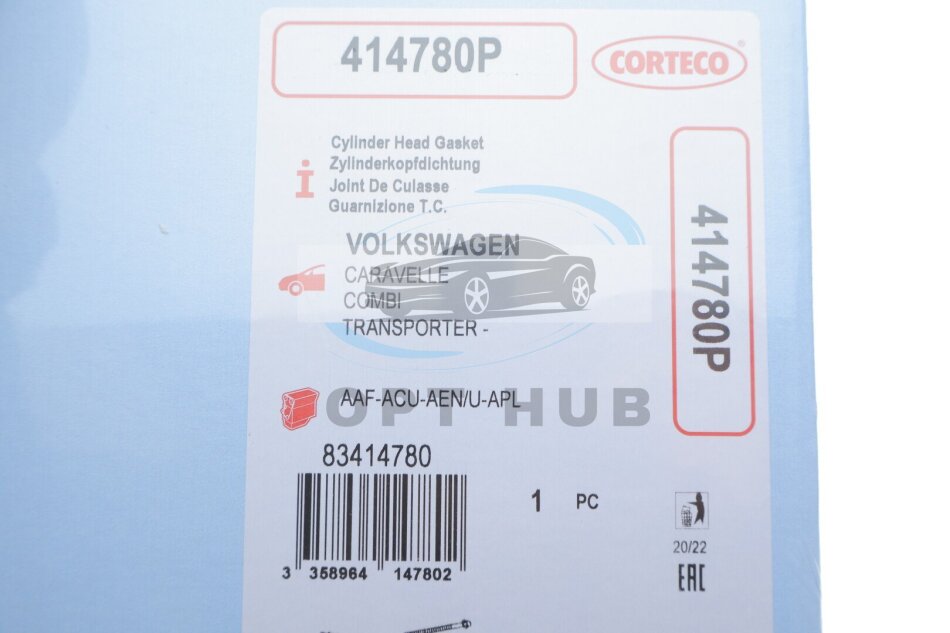 414780P
CORTECO®
Cylinder Head Gasket
Zylinderkopfdichtung
Joint De Culasse
Guarnizione T.C.
i
VOLKSWAGEN
CARAVELLE
COMBI
TRANSPORTER -
414780P
AAF-ACU-AEN/U-APL
OPT HUB
83414780
1 PC
3 358964 147802
20/22
EAC